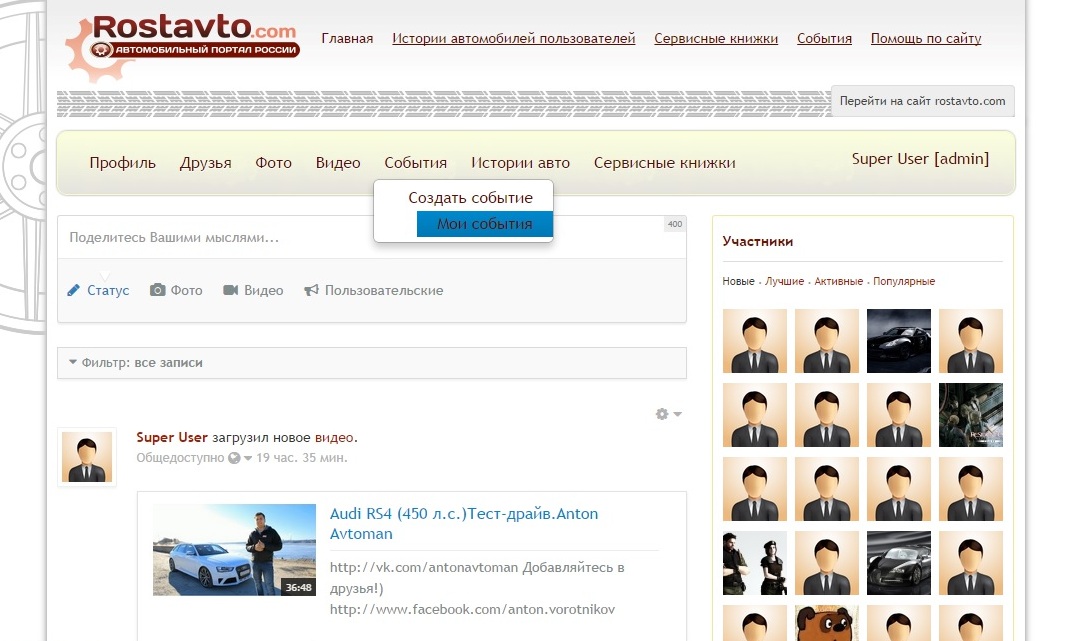 Rostavto.com
АВТОМОБИЛЬНЫЙ ПОРТАЛ РОССИИ
Главная Истории автомобилей пользователей Сервисные книжки События Помощь по сайту
Перейти на сайт rostavto.com
Профиль Друзья Фото Видео События Истории авто Сервисные книжки Super User [admin]
Создать событие
Мои события
Поделитесь Вашими мыслями... 400
Статус Фото Видео Пользовательские
Фильтр: все записи
Super User загрузил новое видео.
Общедоступно 19 час. 35 мин.
Audi RS4 (450 л.с.)Тест-драйв.Anton
Avtoman
36:48
http://vk.com/antonavtoman Добавляйтесь в
друзья!)
http://www.facebook.com/anton.vorotnikov
Участники
Новые . Лучшие . Активные . Популярные